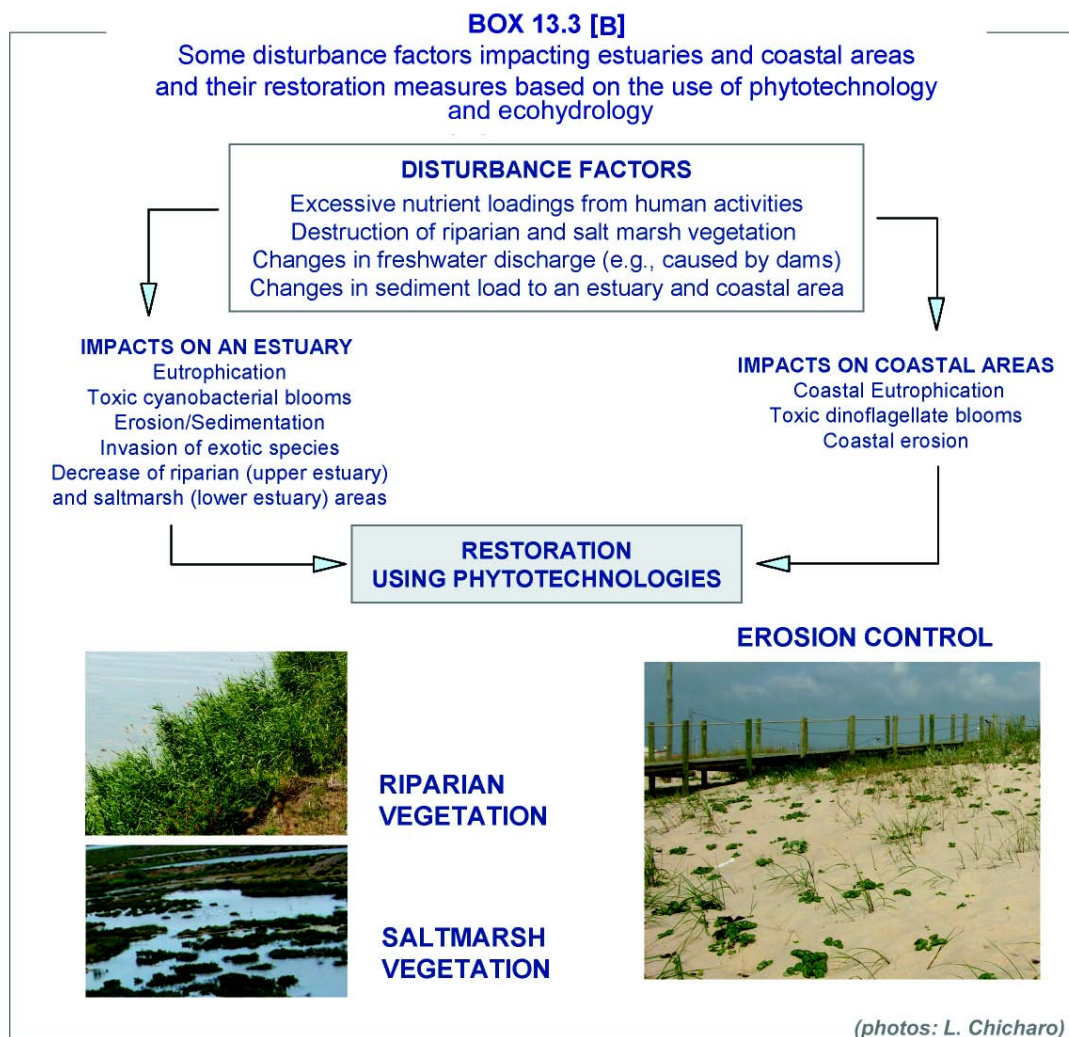 BOX 13.3 [B]
Some disturbance factors impacting estuaries and coastal areas
and their restoration measures based on the use of phytotechnology
and ecohydrology
DISTURBANCE FACTORS
Excessive nutrient loadings from human activities
Destruction of riparian and salt marsh vegetation
Changes in freshwater discharge (e.g., caused by dams)
Changes in sediment load to an estuary and coastal area
IMPACTS ON AN ESTUARY
Eutrophication
Toxic cyanobacterial blooms
Erosion/Sedimentation
Invasion of exotic species
Decrease of riparian (upper estuary)
and saltmarsh (lower estuary) areas
IMPACTS ON COASTAL AREAS
Coastal Eutrophication
Toxic dinoflagellate blooms
Coastal erosion
RESTORATION
USING PHYTOTECHNOLOGIES
RIPARIAN
VEGETATION
SALTMARSH
VEGETATION
EROSION CONTROL
(photos: L. Chicharo)